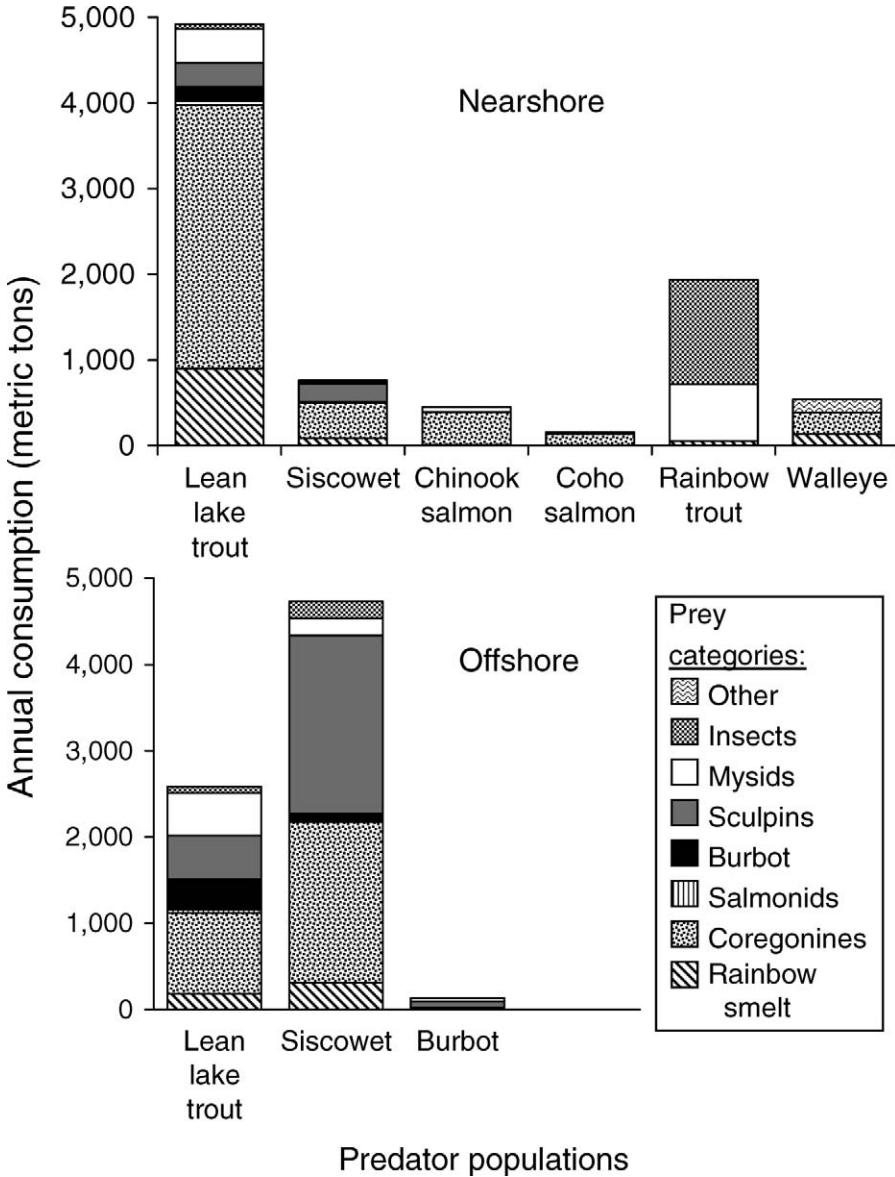 Annual consumption (metric tons)
5,000
4,000
3,000
2,000
1,000
0
Nearshore
Lean
lake
trout
Siscowet
Chinook
salmon
Coho
salmon
Rainbow
trout
Walleye
5,000
4,000
3,000
2,000
1,000
0
Offshore
Lean
lake
trout
Siscowet
Burbot
Prey
categories:
Other
Insects
Mysids
Sculpins
Burbot
Salmonids
Coregonines
Rainbow
smelt
Predator populations